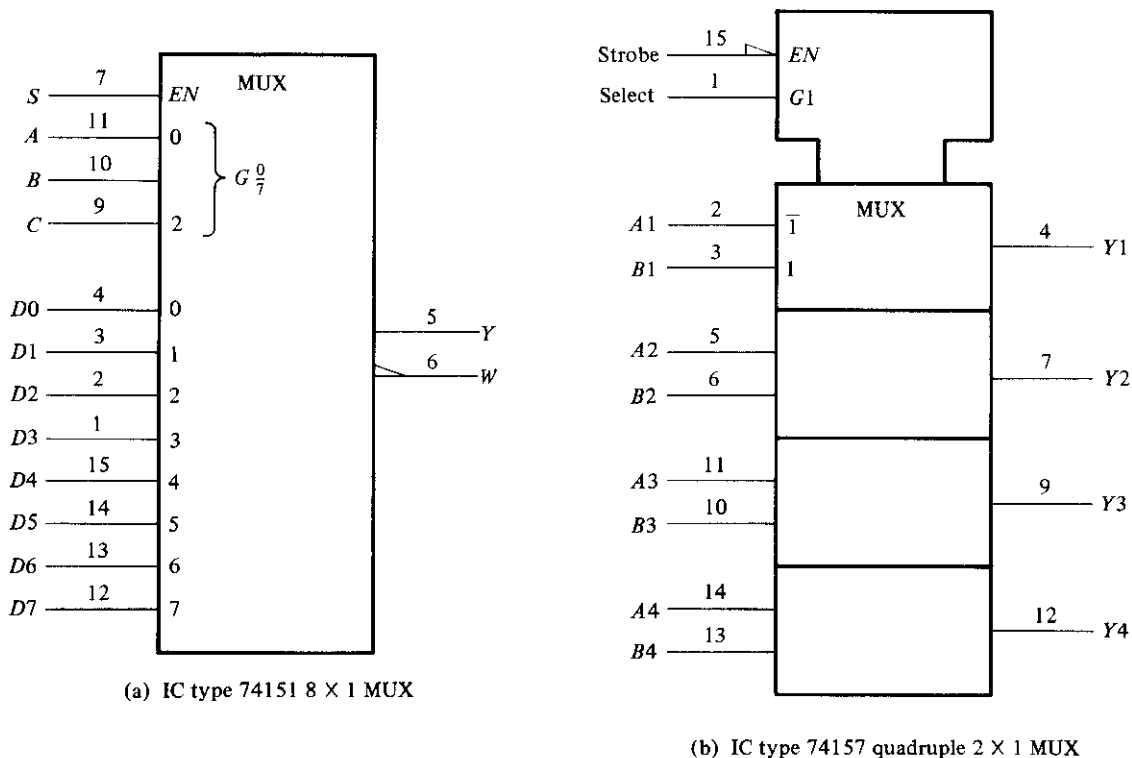 MUX
S 7 EN
A 11 0
B 10
G 0/7
C 9 2
D0 4 0
D1 3 1
D2 2 2
D3 1 3
D4 15 4
D5 14 5
D6 13 6
D7 12 7
5 Y
6 W
(a) IC type 74151 8 × 1 MUX
Strobe 15 EN
Select 1 G1
MUX
A1 2 1̅
B1 3 1
4 Y1
A2 5
B2 6
7 Y2
A3 11
B3 10
9 Y3
A4 14
B4 13
12 Y4
(b) IC type 74157 quadruple 2 × 1 MUX